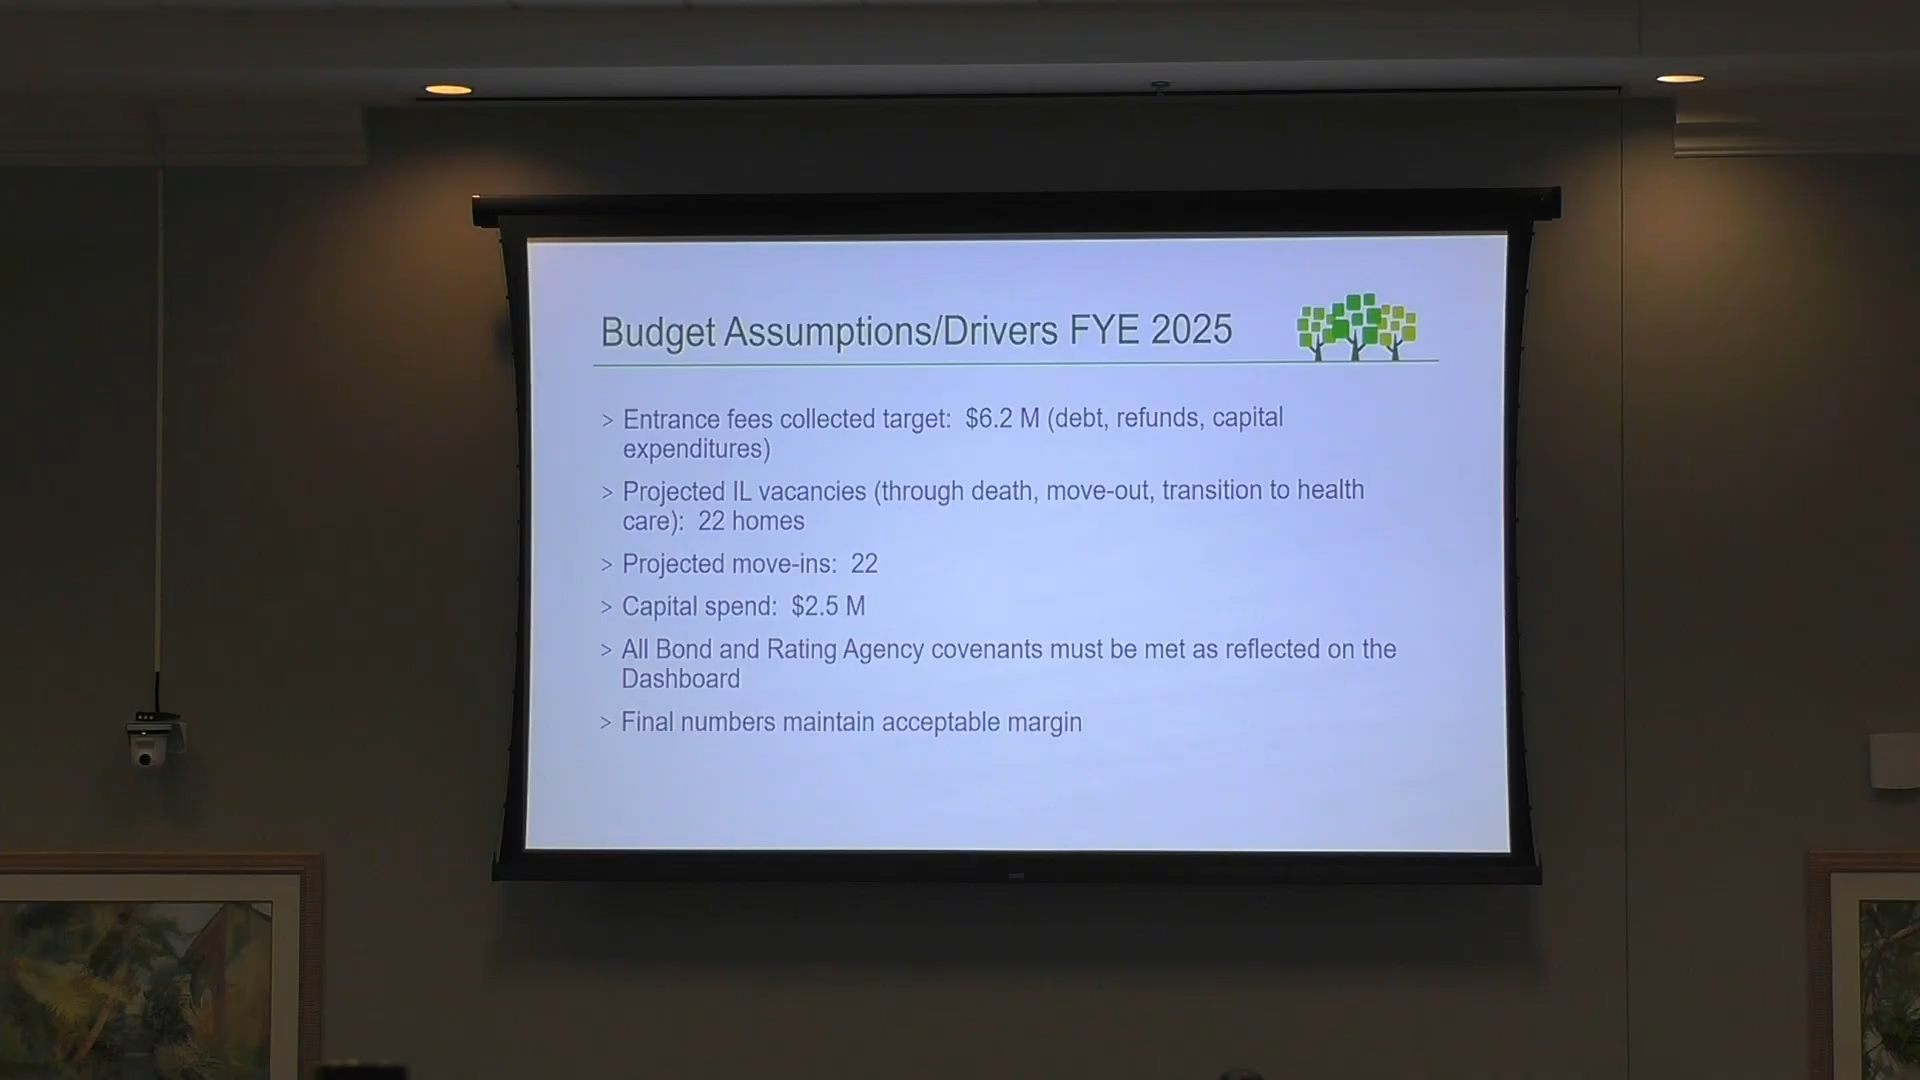 Budget Assumptions/Drivers FYE 2025
> Entrance fees collected target:  $6.2 M (debt, refunds, capital
expenditures)
> Projected IL vacancies (through death, move-out, transition to health
care):  22 homes
> Projected move-ins:  22
> Capital spend:  $2.5 M
> All Bond and Rating Agency covenants must be met as reflected on the
Dashboard
> Final numbers maintain acceptable margin